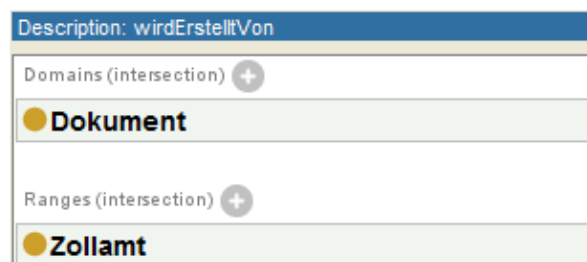 Description: wirdErstelltVon
Domains (intersection)
Dokument
Ranges (intersection)
Zollamt